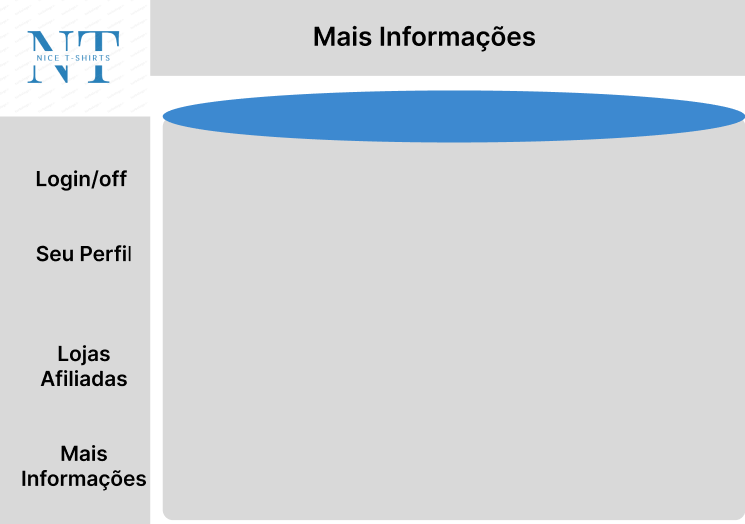 NT
NICE T-SHIRTS
Mais Informações
Login/off
Seu Perfil
Lojas
Afiliadas
Mais
Informações